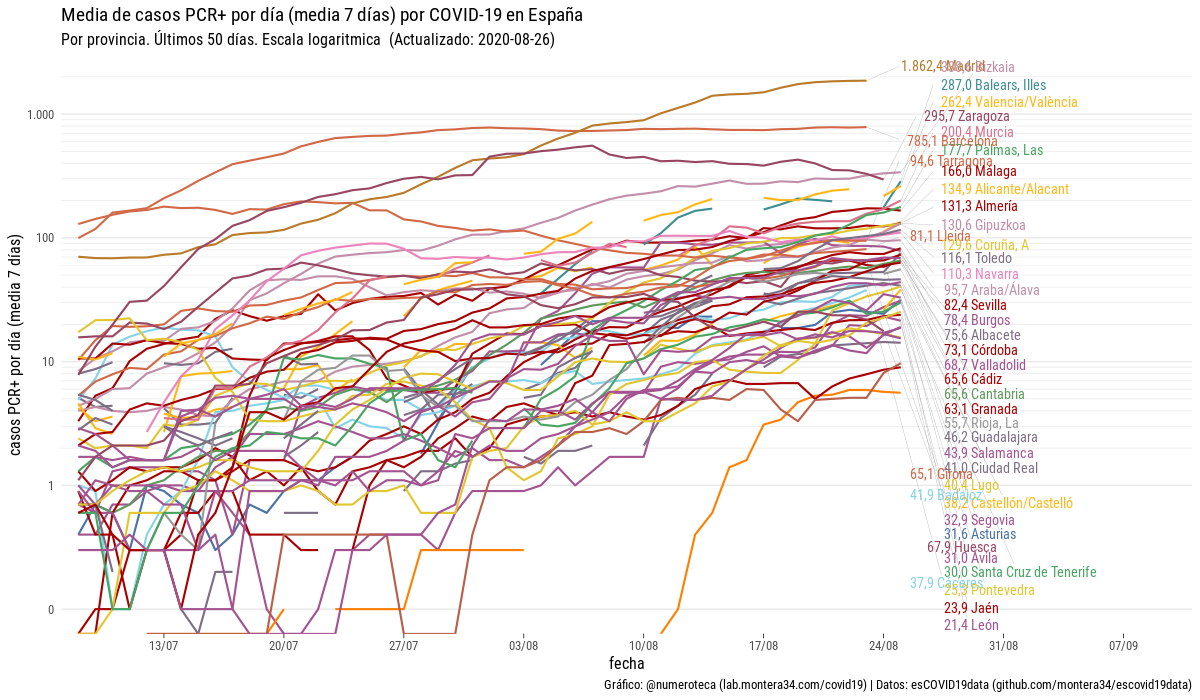 Media de casos PCR+ por día (media 7 días) por COVID-19 en España
Por provincia. Últimos 50 días. Escala logaritmica (Actualizado: 2020-08-26)
casos PCR+ por día (media 7 días)
1.000
100
10
1
0
1.862,4 Madrid
Bizkaia
287,0 Balears, Illes
262,4 Valencia/València
295,7 Zaragoza
200,4 Murcia
785,1 Barcelona
177,7 Palmas, Las
94,6 Tarragona
166,0 Málaga
134,9 Alicante/Alacant
131,3 Almería
130,6 Gipuzkoa
81,1 Lleida
129,6 Coruña, A
116,1 Toledo
110,3 Navarra
95,7 Araba/Álava
82,4 Sevilla
78,4 Burgos
75,6 Albacete
73,1 Córdoba
68,7 Valladolid
65,6 Cádiz
65,6 Cantabria
63,1 Granada
55,7 Rioja, La
46,2 Guadalajara
43,9 Salamanca
41,0 Ciudad Real
65,1 Girona
40,4 Lugo
41,9 Badajoz
38,2 Castellón/Castelló
32,9 Segovia
31,6 Asturias
67,9 Huesca
31,0 Ávila
30,0 Santa Cruz de Tenerife
37,9 Cáceres
25,3 Pontevedra
23,9 Jaén
21,4 León
13/07
20/07
27/07
03/08
10/08
17/08
24/08
31/08
07/09
fecha
Gráfico: @numeroteca (lab.montera34.com/covid19) | Datos: esCOVID19data (github.com/montera34/escovid19data)